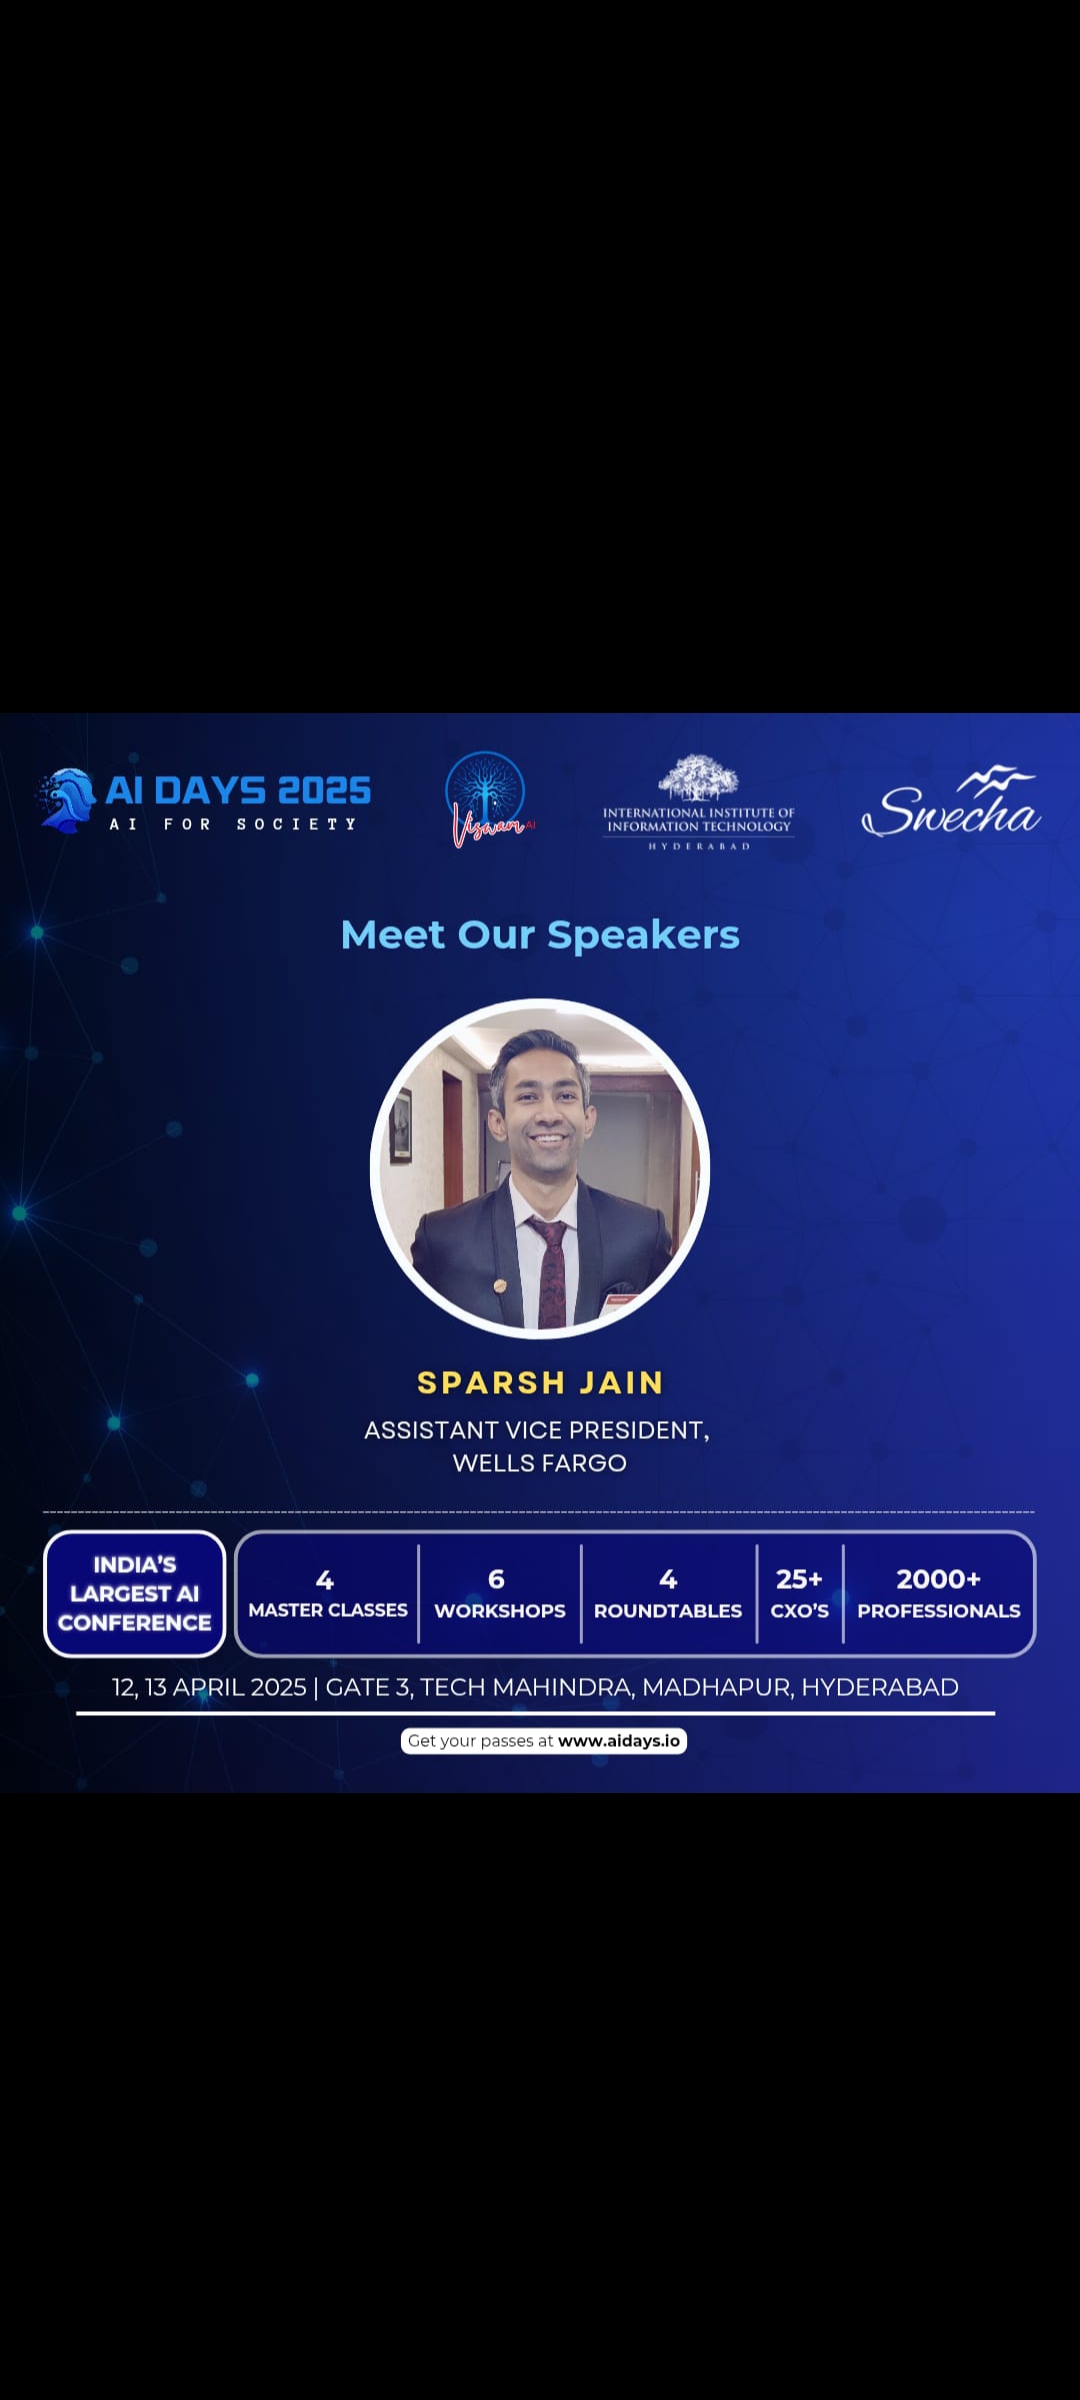 AI DAYS 2025
AI FOR SOCIETY
Viswam AI
INTERNATIONAL INSTITUTE OF
INFORMATION TECHNOLOGY
HYDERABAD
Swecha
Meet Our Speakers
SPARSH JAIN
ASSISTANT VICE PRESIDENT,
WELLS FARGO
INDIA'S
LARGEST AI
CONFERENCE
4
MASTER CLASSES
6
WORKSHOPS
4
ROUNDTABLES
25+
CXO'S
2000+
PROFESSIONALS
12, 13 APRIL 2025 | GATE 3, TECH MAHINDRA, MADHAPUR, HYDERABAD
Get your passes at www.aidays.io